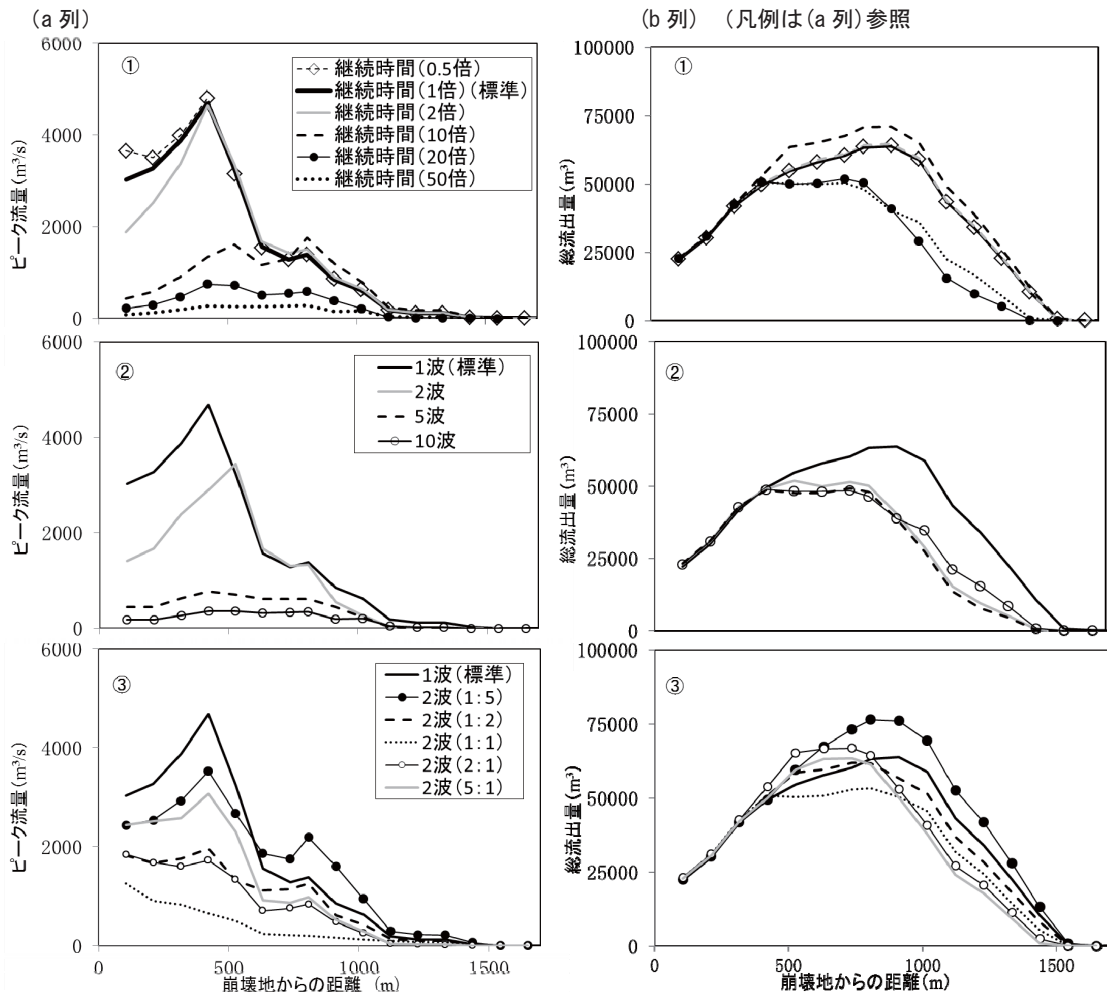 (a 列)
(b 列) (凡例は(a 列)参照
6000
4000
2000
0
ピーク流量(m³/s)
①
継続時間(0.5倍)
継続時間(1倍)(標準)
継続時間(2倍)
継続時間(10倍)
継続時間(20倍)
継続時間(50倍)
100000
75000
50000
25000
0
総流出量(m³)
①
6000
4000
2000
0
ピーク流量(m³/s)
②
1波(標準)
2波
5波
10波
100000
75000
50000
25000
0
総流出量(m³)
②
6000
4000
2000
0
ピーク流量(m³/s)
③
1波(標準)
2波(1:5)
2波(1:2)
2波(1:1)
2波(2:1)
2波(5:1)
0 500 1000 1500
崩壊地からの距離 (m)
100000
75000
50000
25000
0
総流出量(m³)
③
0 500 1000 1500
崩壊地からの距離(m)